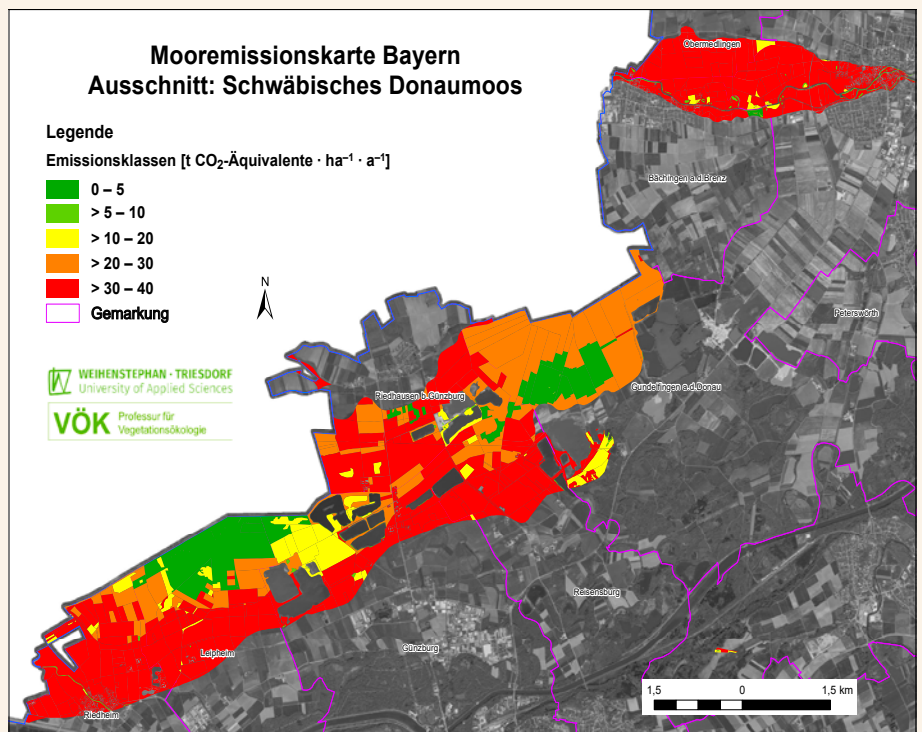 Mooremissionskarte Bayern
Ausschnitt: Schwäbisches Donaumoos
Legende
Emissionsklassen [t CO₂-Äquivalente · ha⁻¹ · a⁻¹]
0 – 5
> 5 – 10
> 10 – 20
> 20 – 30
> 30 – 40
Gemarkung
N
WEIHENSTEPHAN · TRIESDORF
University of Applied Sciences
VÖK Professur für
Vegetationsökologie
Obermedlingen
Bächingen a.d.Brenz
Peterswörth
Gundelfingen a.d.Donau
Riedhausen b.Günzburg
Reisensburg
Günzburg
Leipheim
Riedheim
1,5 0 1,5 km